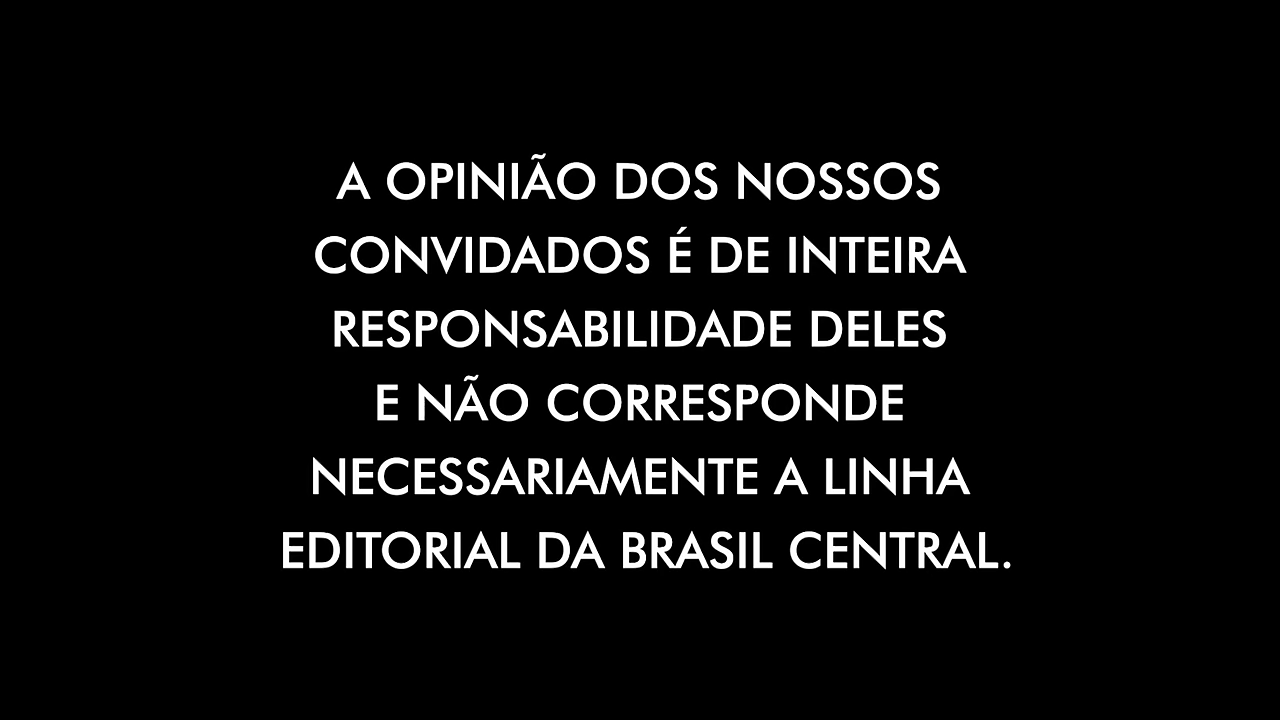 A OPINIÃO DOS NOSSOS
CONVIDADOS É DE INTEIRA
RESPONSABILIDADE DELES
E NÃO CORRESPONDE
NECESSARIAMENTE A LINHA
EDITORIAL DA BRASIL CENTRAL.